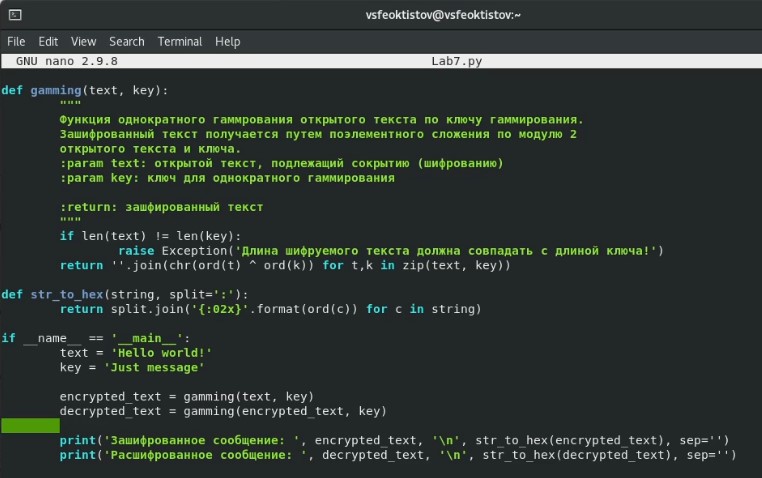 vsfeoktistov@vsfeoktistov:~
File Edit View Search Terminal Help
GNU nano 2.9.8 Lab7.py
def gamming(text, key):
"""
Функция однократного гаммрования открытого текста по ключу гаммирования.
Зашифрованный текст получается путем поэлементного сложения по модулю 2
открытого текста и ключа.
:param text: открытой текст, подлежащий сокрытию (шифрованию)
:param key: ключ для однократного гаммирования
:return: зашфированный текст
"""
if len(text) != len(key):
raise Exception('Длина шифруемого текста должна совпадать с длиной ключа!')
return ''.join(chr(ord(t) ^ ord(k)) for t,k in zip(text, key))
def str_to_hex(string, split=':'):
return split.join('{:02x}'.format(ord(c)) for c in string)
if __name__ == '__main__':
text = 'Hello world!'
key = 'Just message'
encrypted_text = gamming(text, key)
decrypted_text = gamming(encrypted_text, key)
print('Зашифрованное сообщение: ', encrypted_text, '\n', str_to_hex(encrypted_text), sep='')
print('Расшифрованное сообщение: ', decrypted_text, '\n', str_to_hex(decrypted_text), sep='')